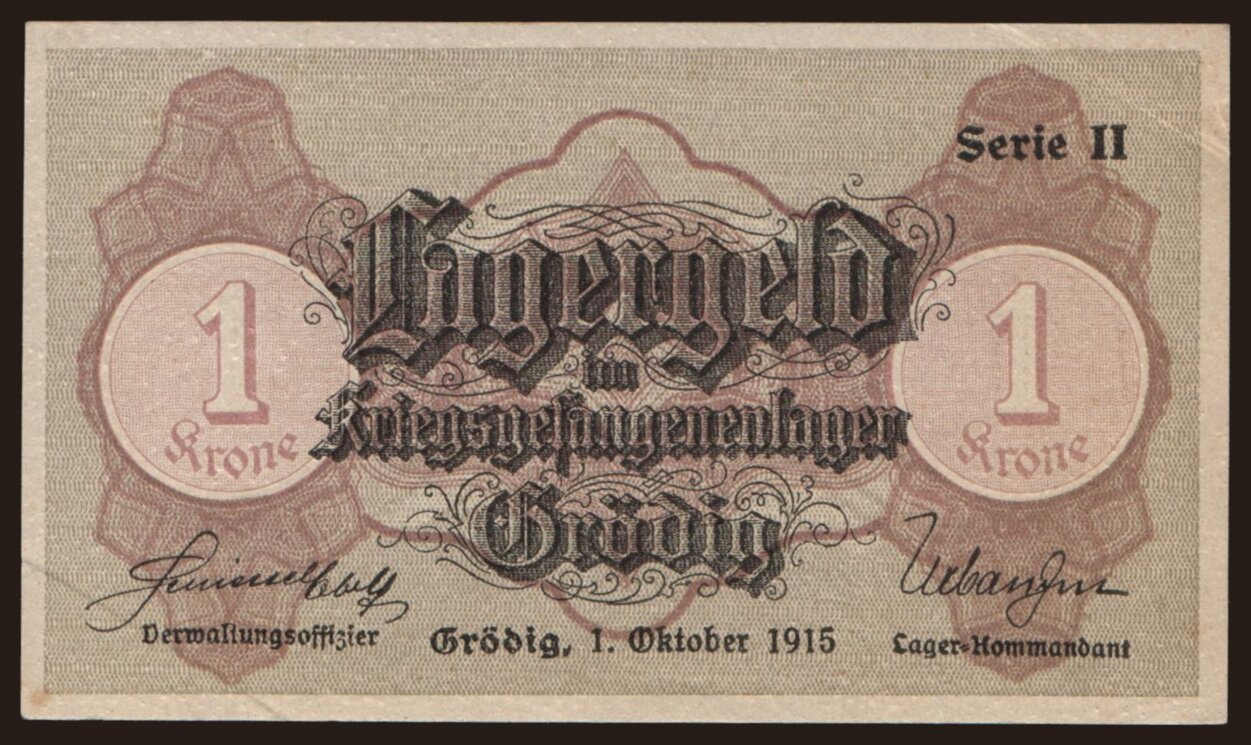 Serie II
Lagergeld
1 Krone
im
1 Krone
Kriegsgefangenenlager
Grödig
Verwaltungsoffizier
Grödig, 1. Oktober 1915
Lager-Kommandant